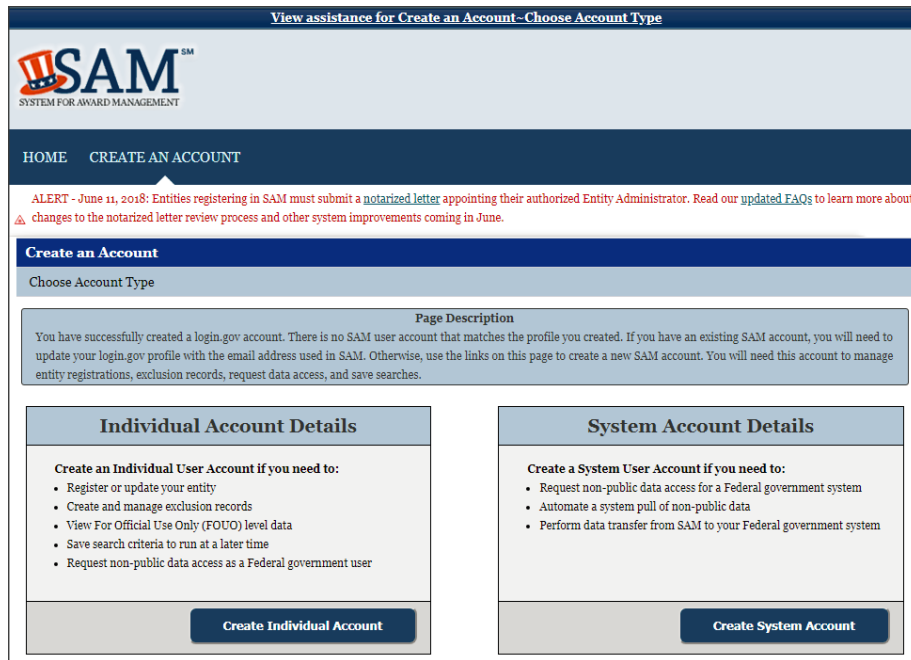 View assistance for Create an Account~Choose Account Type
SAM SM
SYSTEM FOR AWARD MANAGEMENT
HOME CREATE AN ACCOUNT
ALERT - June 11, 2018: Entities registering in SAM must submit a notarized letter appointing their authorized Entity Administrator. Read our updated FAQs to learn more about
changes to the notarized letter review process and other system improvements coming in June.
Create an Account
Choose Account Type
Page Description
You have successfully created a login.gov account. There is no SAM user account that matches the profile you created. If you have an existing SAM account, you will need to
update your login.gov profile with the email address used in SAM. Otherwise, use the links on this page to create a new SAM account. You will need this account to manage
entity registrations, exclusion records, request data access, and save searches.
Individual Account Details
Create an Individual User Account if you need to:
• Register or update your entity
• Create and manage exclusion records
• View For Official Use Only (FOUO) level data
• Save search criteria to run at a later time
• Request non-public data access as a Federal government user
Create Individual Account
System Account Details
Create a System User Account if you need to:
• Request non-public data access for a Federal government system
• Automate a system pull of non-public data
• Perform data transfer from SAM to your Federal government system
Create System Account